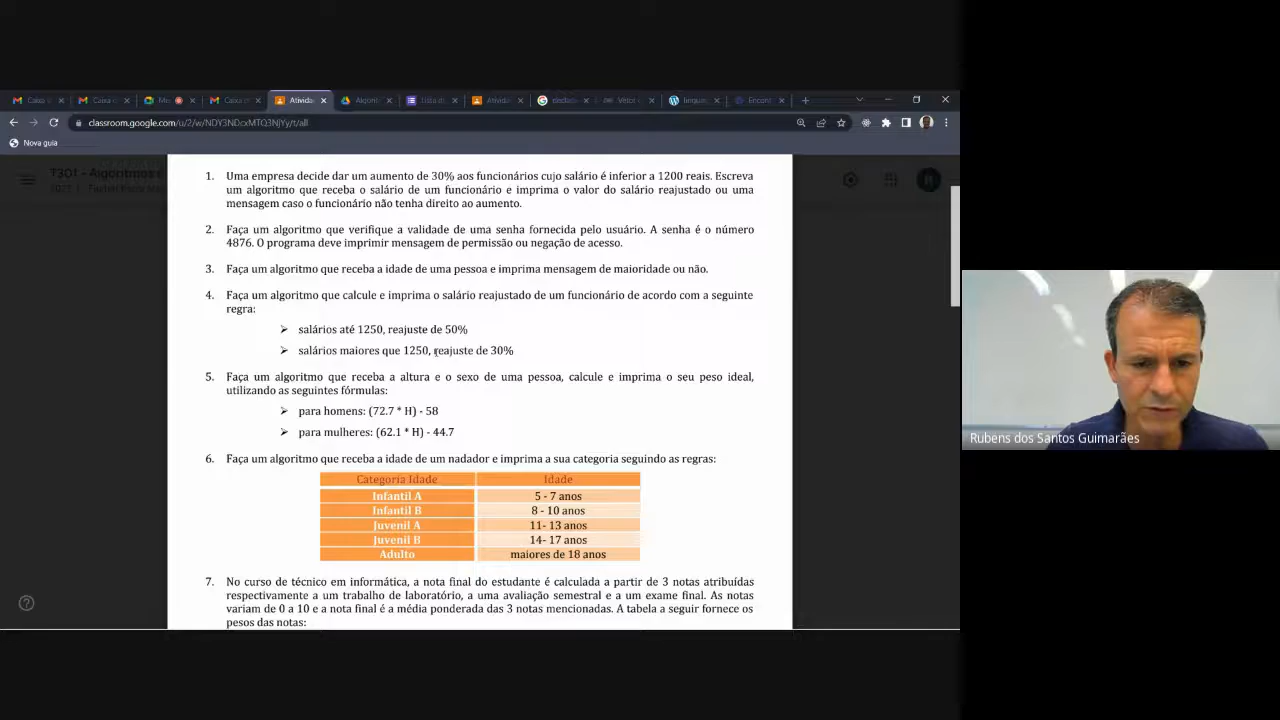 Caixa
Caixa
Me
Caixa
Ativida
Algorit
Ativida
Vetor
linguas
Encont
classroom.google.com/u/2/w/NDY3NDcxMTQ3NjYy/t/all
Nova guia
T301 - Algoritmos
1. Uma empresa decide dar um aumento de 30% aos funcionários cujo salário é inferior a 1200 reais. Escreva
um algoritmo que receba o salário de um funcionário e imprima o valor do salário reajustado ou uma
mensagem caso o funcionário não tenha direito ao aumento.
2. Faça um algoritmo que verifique a validade de uma senha fornecida pelo usuário. A senha é o número
4876. O programa deve imprimir mensagem de permissão ou negação de acesso.
3. Faça um algoritmo que receba a idade de uma pessoa e imprima mensagem de maioridade ou não.
4. Faça um algoritmo que calcule e imprima o salário reajustado de um funcionário de acordo com a seguinte
regra:
➢ salários até 1250, reajuste de 50%
➢ salários maiores que 1250, reajuste de 30%
5. Faça um algoritmo que receba a altura e o sexo de uma pessoa, calcule e imprima o seu peso ideal,
utilizando as seguintes fórmulas:
➢ para homens: (72.7 * H) - 58
➢ para mulheres: (62.1 * H) - 44.7
6. Faça um algoritmo que receba a idade de um nadador e imprima a sua categoria seguindo as regras:
Categoria Idade Idade
Infantil A 5 - 7 anos
Infantil B 8 - 10 anos
Juvenil A 11- 13 anos
Juvenil B 14- 17 anos
Adulto maiores de 18 anos
7. No curso de técnico em informática, a nota final do estudante é calculada a partir de 3 notas atribuídas
respectivamente a um trabalho de laboratório, a uma avaliação semestral e a um exame final. As notas
variam de 0 a 10 e a nota final é a média ponderada das 3 notas mencionadas. A tabela a seguir fornece os
pesos das notas:
Rubens dos Santos Guimarães